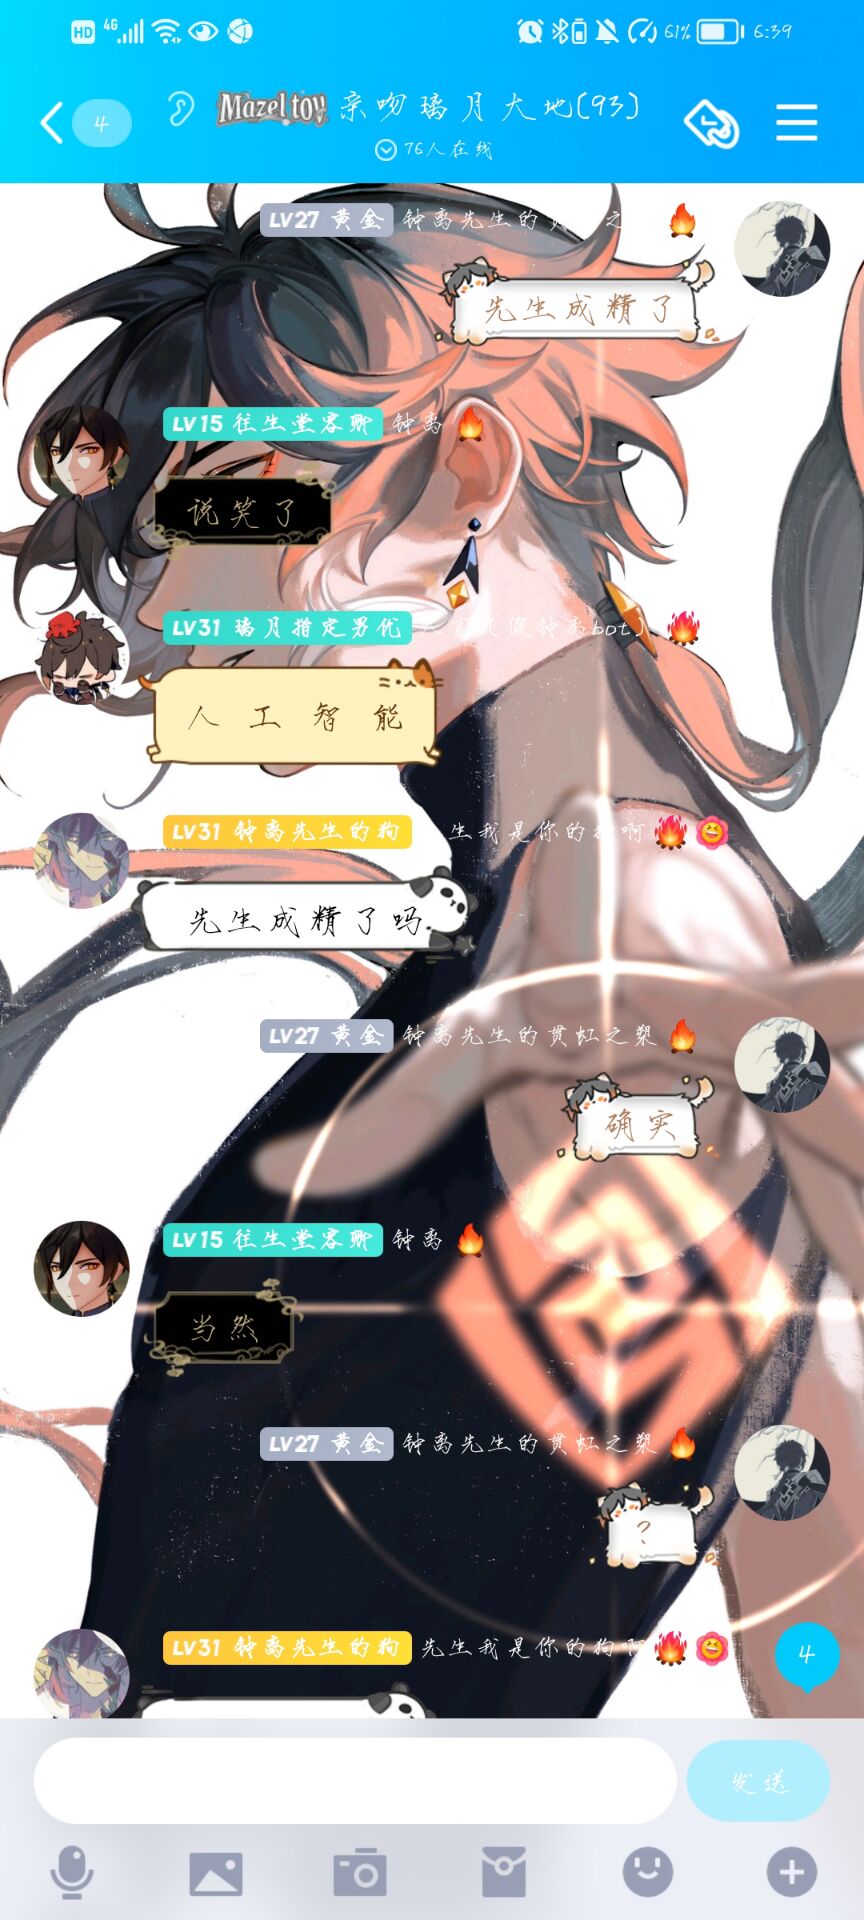 HD 4G 61% 6:39
4 Mazel toy 亲吻璃月大地(93)
76人在线
LV27 黄金 钟离先生的 之
先生成精了
LV15 往生堂客卿 钟离
说笑了
LV31 璃月指定男优 钟离bot)
人工智能
LV31 钟离先生的狗 生我是你的狗啊
先生成精了吗
LV27 黄金 钟离先生的贯虹之槊
确实
LV15 往生堂客卿 钟离
当然
LV27 黄金 钟离先生的贯虹之槊
?
LV31 钟离先生的狗 先生我是你的狗啊
4
发送